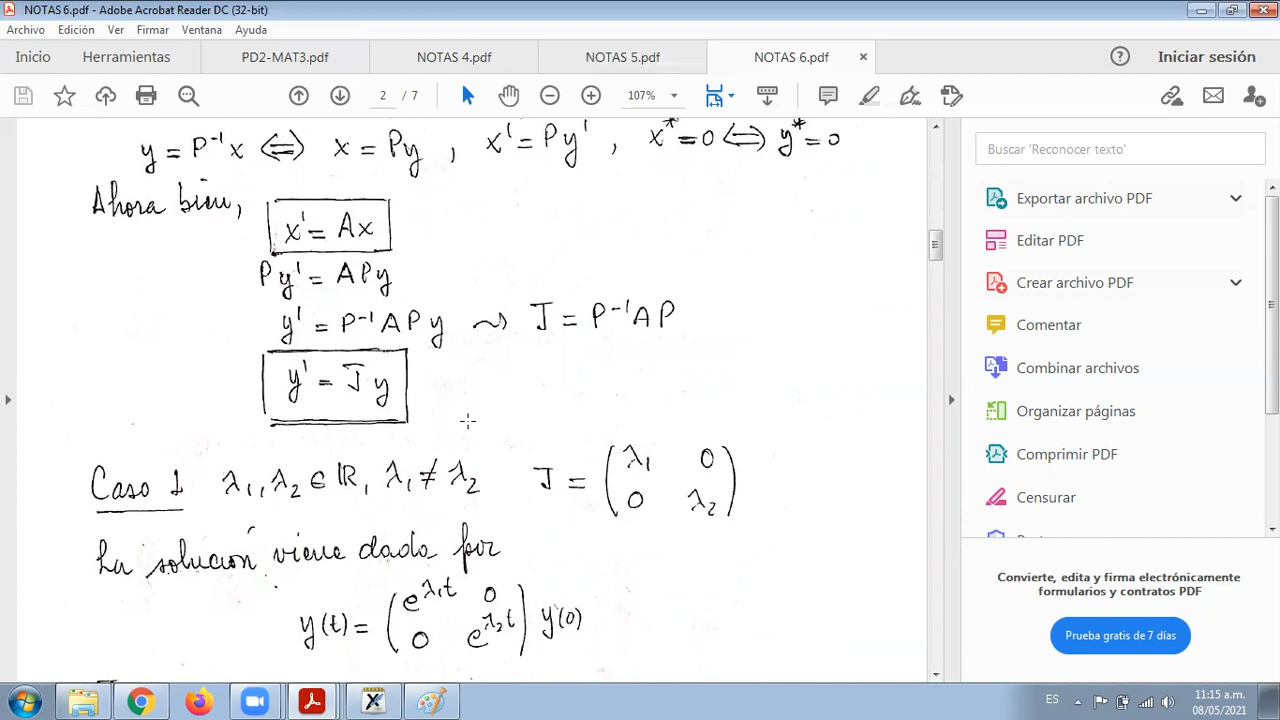 NOTAS 6.pdf - Adobe Acrobat Reader DC (32-bit)
Archivo Edición Ver Firmar Ventana Ayuda
Inicio Herramientas PD2-MAT3.pdf NOTAS 4.pdf NOTAS 5.pdf NOTAS 6.pdf × Iniciar sesión
2 / 7 107%
y = P⁻¹x ⟺ x = Py , x' = Py' , x* = 0 ⟺ y* = 0
Ahora bien,
x' = Ax
Py' = APy
y' = P⁻¹APy ⇝ J = P⁻¹AP
y' = Jy
Caso 1 λ₁, λ₂ ∈ ℝ, λ₁ ≠ λ₂ J = (λ₁ 0
0 λ₂)
La solución viene dada por
y(t) = (e^λ₁t 0
0 e^λ₂t) y(0)
Buscar 'Reconocer texto'
Exportar archivo PDF
Editar PDF
Crear archivo PDF
Comentar
Combinar archivos
Organizar páginas
Comprimir PDF
Censurar
Convierte, edita y firma electrónicamente
formularios y contratos PDF
Prueba gratis de 7 días
ES 11:15 a.m.
08/05/2021